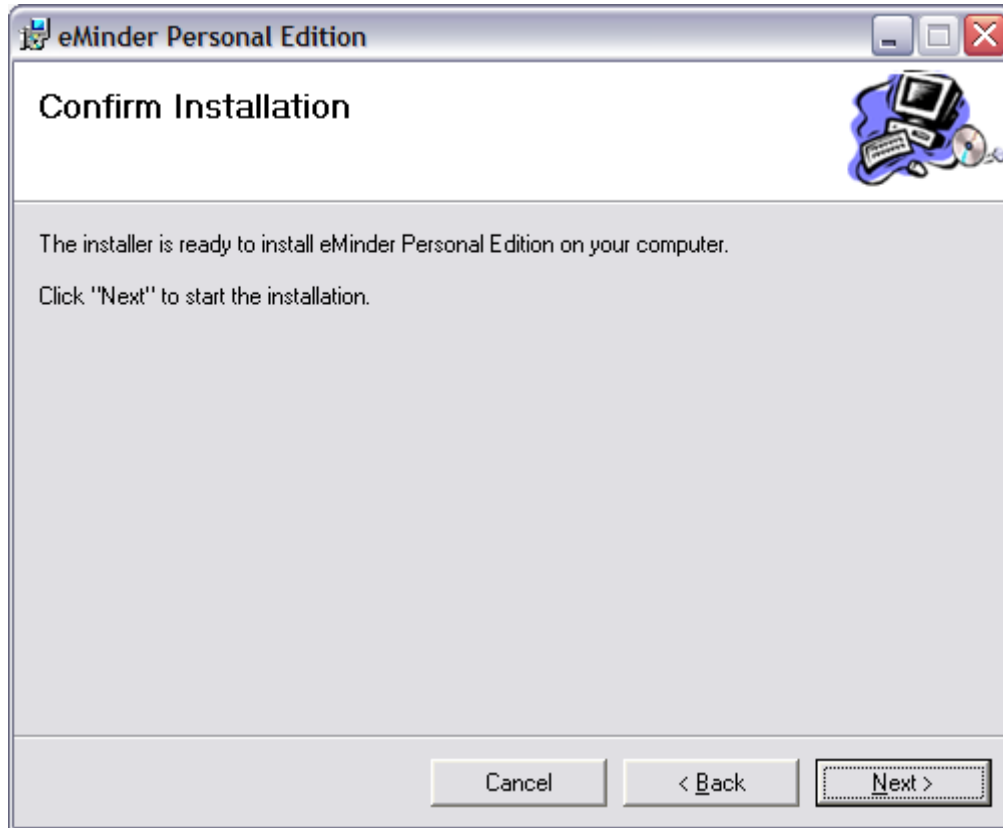 eMinder Personal Edition
Confirm Installation
The installer is ready to install eMinder Personal Edition on your computer.
Click "Next" to start the installation.
Cancel
< Back
Next >